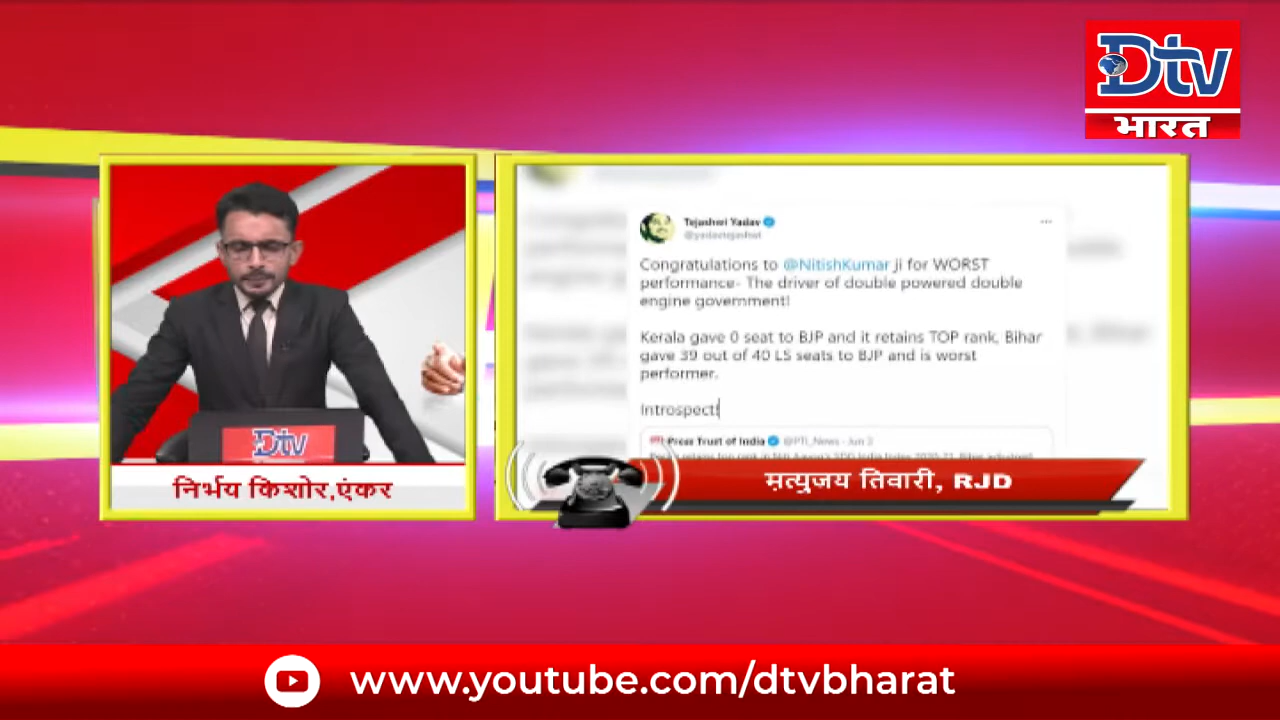 Dtv
भारत
Tejashwi Yadav
@yadavtejashwi
Congratulations to @NitishKumar ji for WORST
performance- The driver of double powered double
engine government!
Kerala gave 0 seat to BJP and it retains TOP rank, Bihar
gave 39 out of 40 LS seats to BJP and is worst
performer.
Introspect!
Press Trust of India @PTI_News · Jun 3
Dtv
निर्भय किशोर,एंकर
मृत्युजय तिवारी, RJD
www.youtube.com/dtvbharat